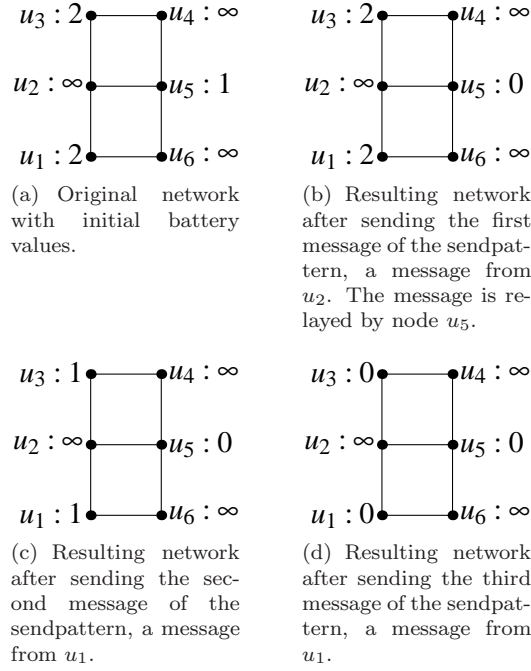 u₃ : 2 u₄ : ∞
u₂ : ∞ u₅ : 1
u₁ : 2 u₆ : ∞
(a) Original network
with initial battery
values.
u₃ : 2 u₄ : ∞
u₂ : ∞ u₅ : 0
u₁ : 2 u₆ : ∞
(b) Resulting network
after sending the first
message of the sendpat-
tern, a message from
u₂. The message is re-
layed by node u₅.
u₃ : 1 u₄ : ∞
u₂ : ∞ u₅ : 0
u₁ : 1 u₆ : ∞
(c) Resulting network
after sending the sec-
ond message of the
sendpattern, a message
from u₁.
u₃ : 0 u₄ : ∞
u₂ : ∞ u₅ : 0
u₁ : 0 u₆ : ∞
(d) Resulting network
after sending the third
message of the sendpat-
tern, a message from
u₁.